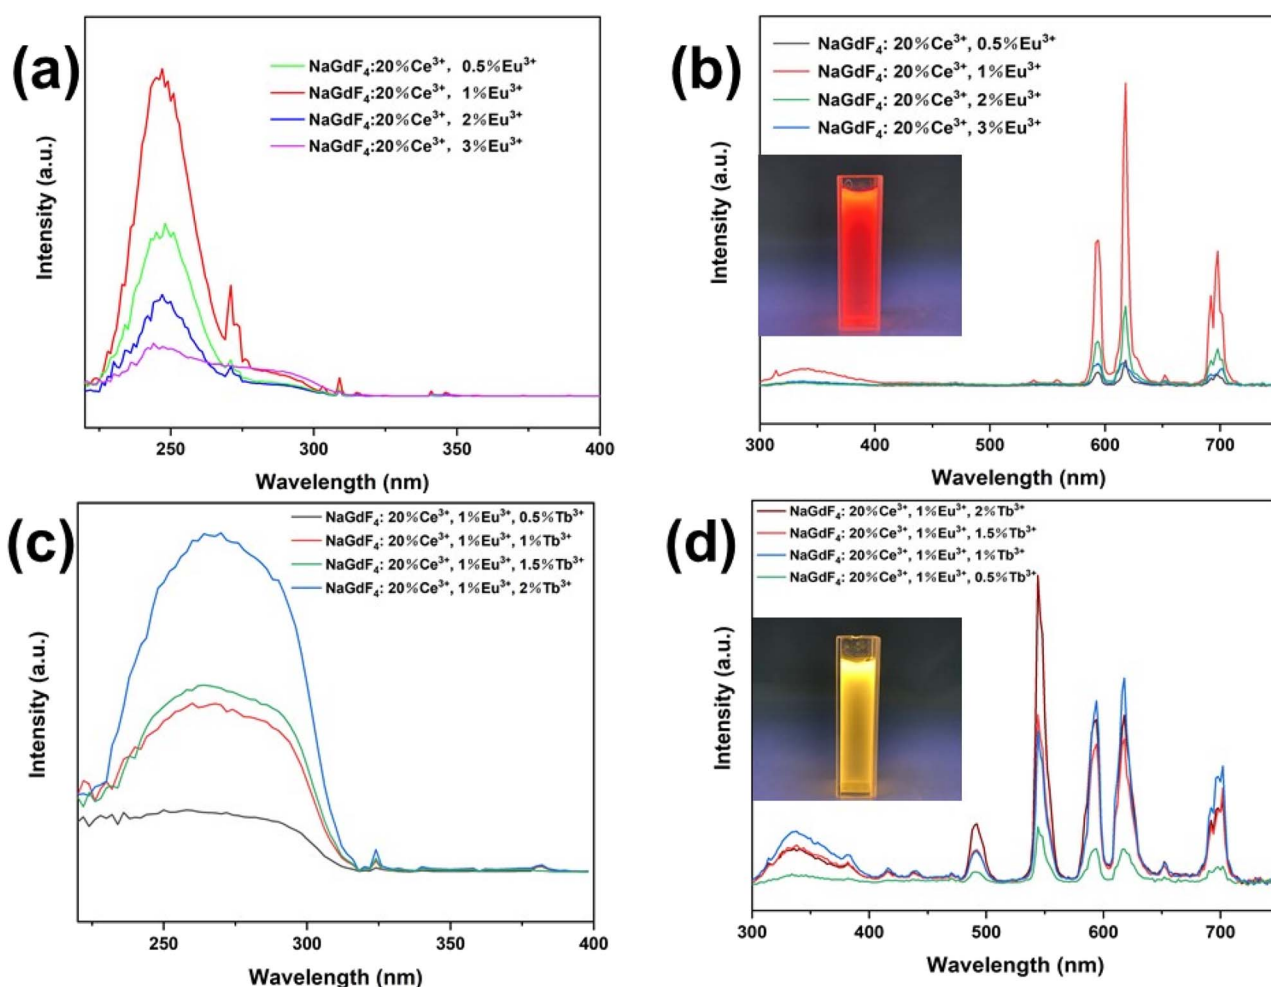 (a)
NaGdF₄:20%Ce³⁺, 0.5%Eu³⁺
NaGdF₄:20%Ce³⁺, 1%Eu³⁺
NaGdF₄:20%Ce³⁺, 2%Eu³⁺
NaGdF₄:20%Ce³⁺, 3%Eu³⁺
Intensity (a.u.)
250 300 350 400
Wavelength (nm)
(b)
NaGdF₄: 20%Ce³⁺, 0.5%Eu³⁺
NaGdF₄: 20%Ce³⁺, 1%Eu³⁺
NaGdF₄: 20%Ce³⁺, 2%Eu³⁺
NaGdF₄: 20%Ce³⁺, 3%Eu³⁺
Intensity (a.u.)
300 400 500 600 700
Wavelength (nm)
(c)
NaGdF₄: 20%Ce³⁺, 1%Eu³⁺, 0.5%Tb³⁺
NaGdF₄: 20%Ce³⁺, 1%Eu³⁺, 1%Tb³⁺
NaGdF₄: 20%Ce³⁺, 1%Eu³⁺, 1.5%Tb³⁺
NaGdF₄: 20%Ce³⁺, 1%Eu³⁺, 2%Tb³⁺
Intensity (a.u.)
250 300 350 400
Wavelength (nm)
(d)
NaGdF₄: 20%Ce³⁺, 1%Eu³⁺, 2%Tb³⁺
NaGdF₄: 20%Ce³⁺, 1%Eu³⁺, 1.5%Tb³⁺
NaGdF₄: 20%Ce³⁺, 1%Eu³⁺, 1%Tb³⁺
NaGdF₄: 20%Ce³⁺, 1%Eu³⁺, 0.5%Tb³⁺
Intensity (a.u.)
300 400 500 600 700
Wavelength (nm)